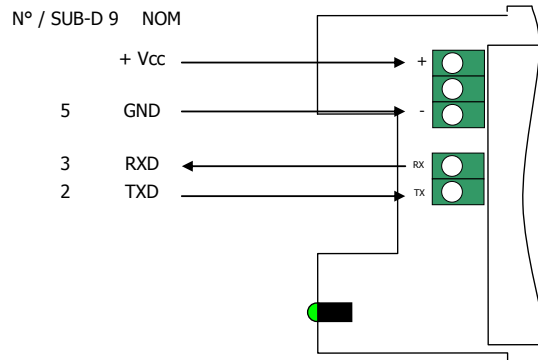 N° / SUB-D 9 NOM
+ Vcc +
5 GND -
3 RXD RX
2 TXD TX